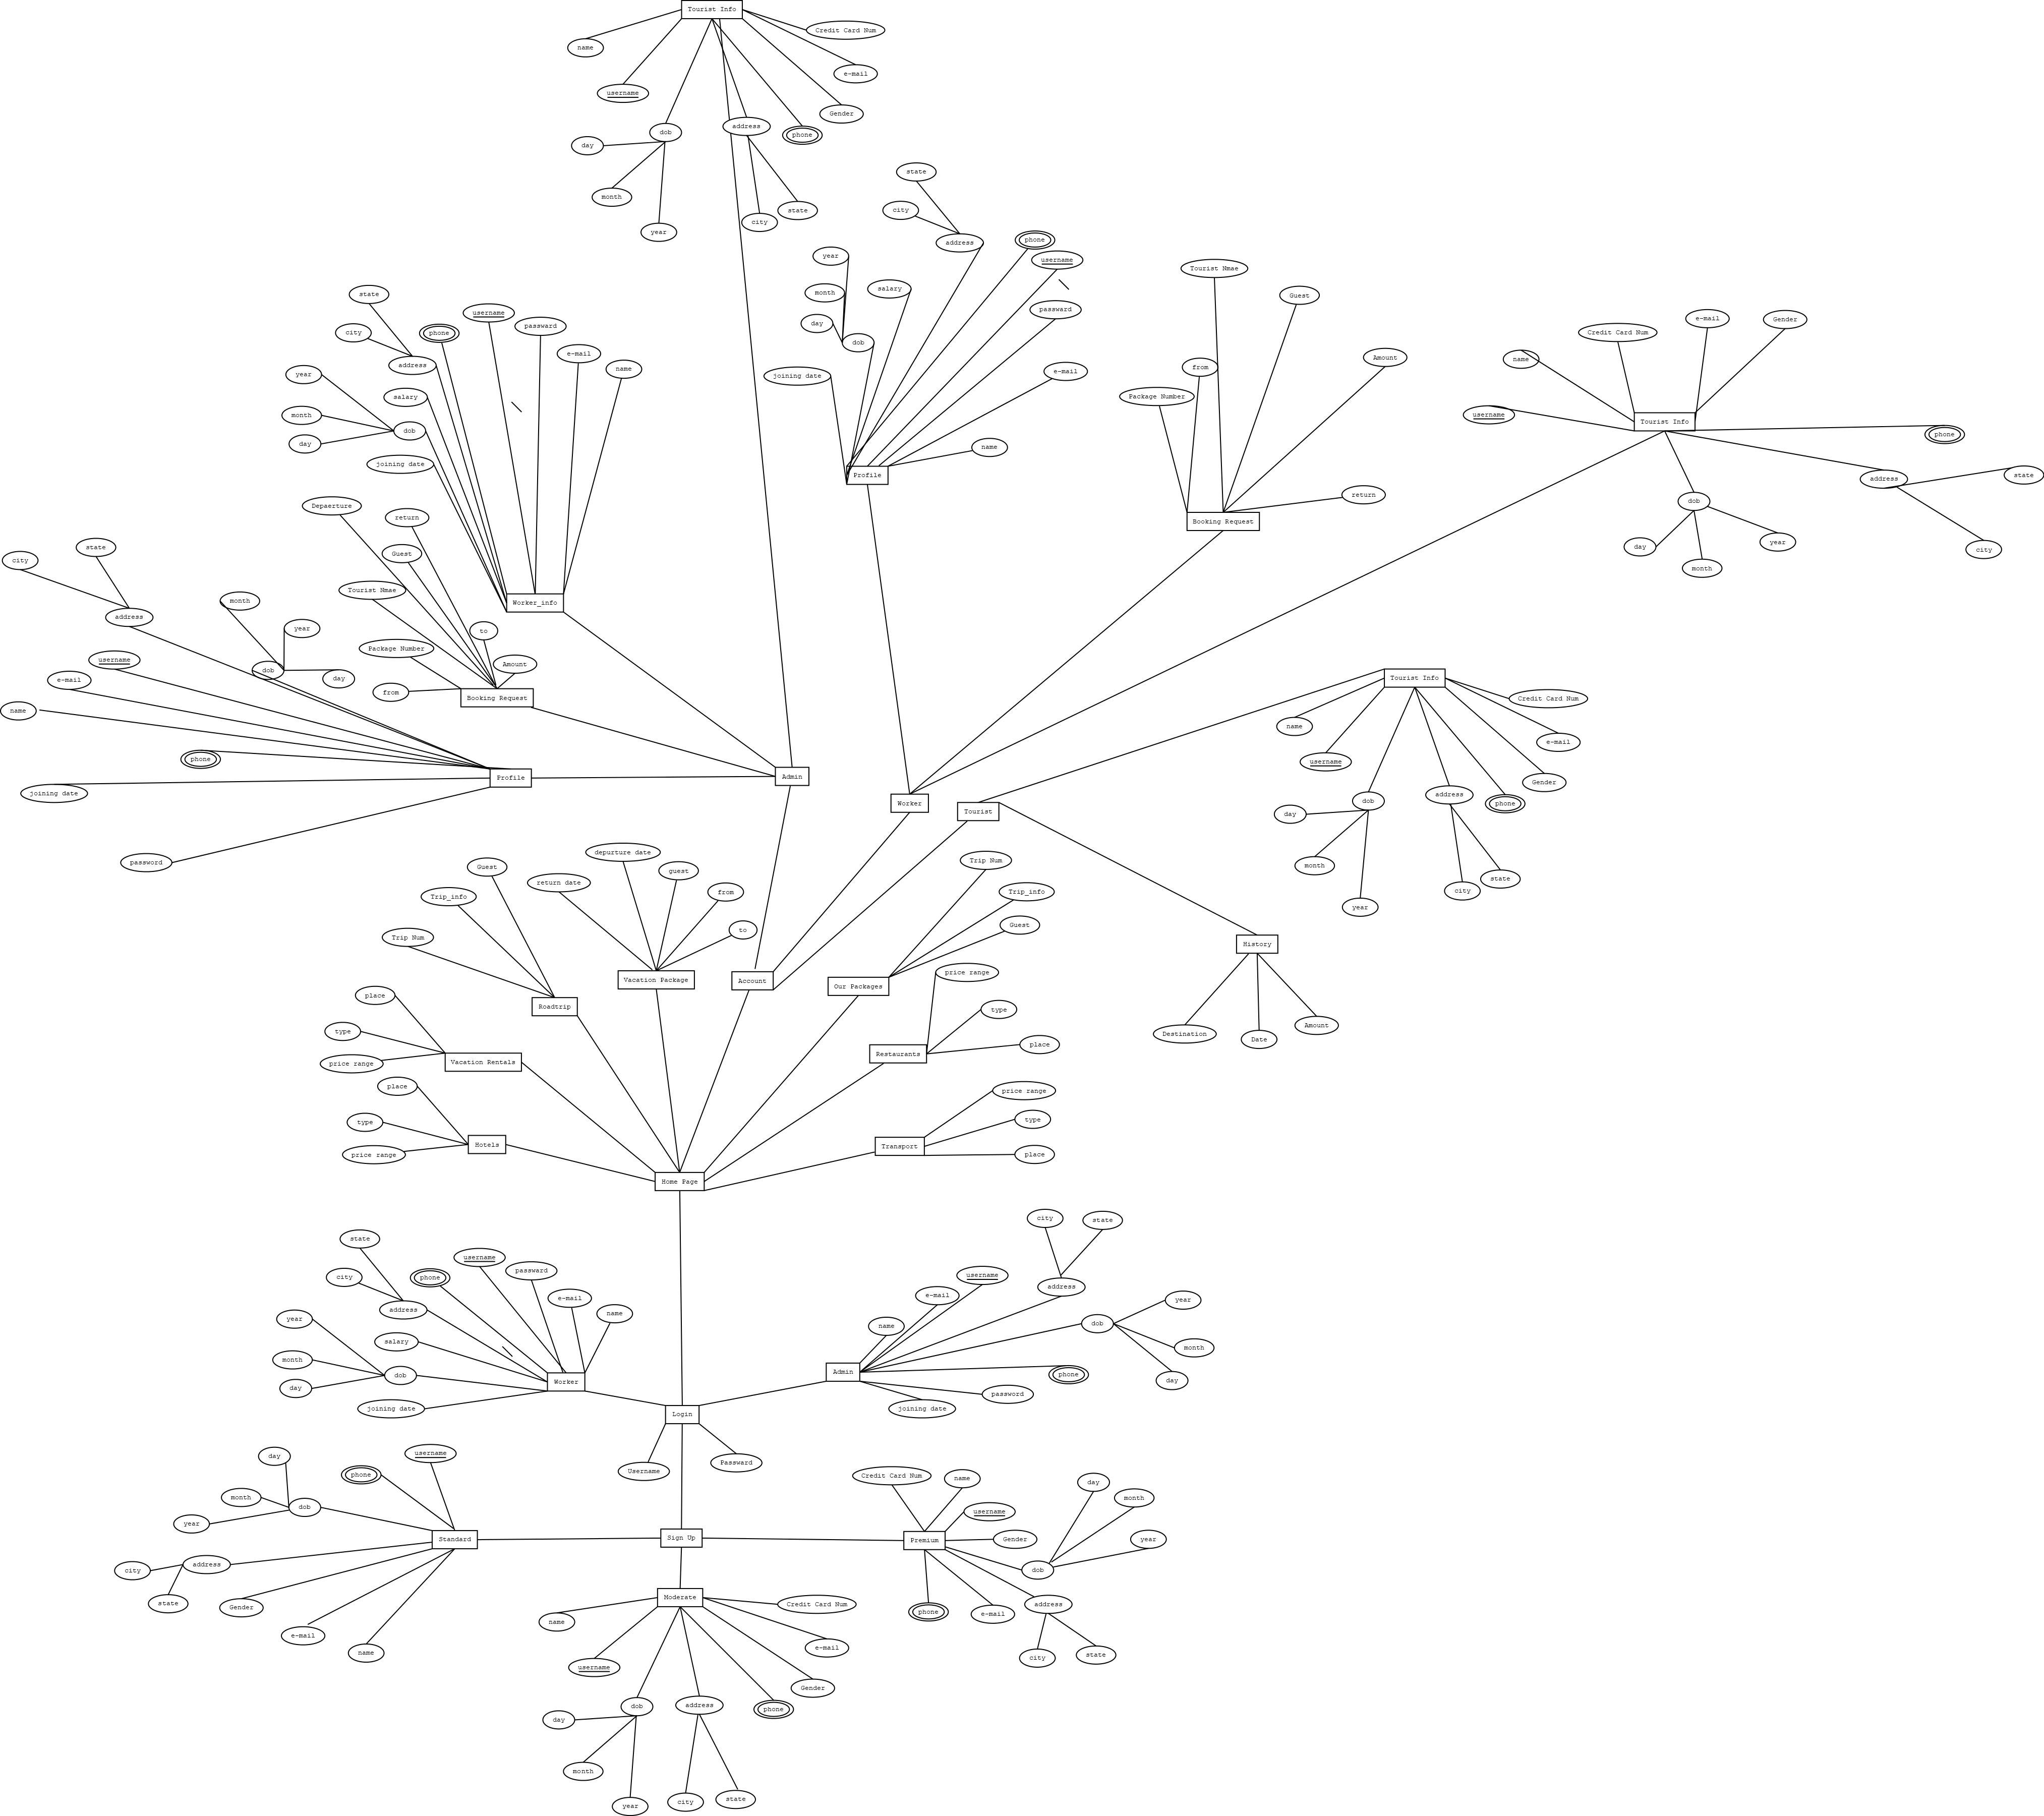 Tourist Info
Credit Card Num
name
e-mail
username
Gender
address
dob
phone
day
state
month
state
city
city
year
address
phone
year
username
Tourist Nmae
salary
month
state
Guest
passward
username
e-mail
Gender
day
passward
city
phone
Credit Card Num
dob
e-mail
Amount
name
address
from
e-mail
name
year
joining date
salary
Package Number
month
username
Tourist Info
dob
phone
day
name
joining date
Profile
state
address
return
dob
Depaerture
return
Booking Request
year
day
state
Guest
city
city
month
Tourist Nmae
month
Worker_info
address
year
to
Package Number
username
Amount
dob
Tourist Info
day
e-mail
from
Booking Request
Credit Card Num
name
name
e-mail
phone
username
Profile
Admin
Gender
joining date
address
dob
Worker
phone
Tourist
day
depurture date
Trip Num
password
month
Guest
guest
state
return date
from
Trip_info
city
Trip_info
year
Guest
to
Trip Num
History
price range
Vacation Package
Account
Our Packages
place
Roadtrip
type
Amount
type
Destination
Date
place
Restaurants
Vacation Rentals
price range
place
price range
type
type
Hotels
Transport
price range
place
Home Page
city
state
state
username
passward
username
city
phone
address
e-mail
e-mail
year
address
name
year
dob
name
salary
month
month
Admin
phone
dob
day
day
Worker
password
joining date
joining date
Login
username
day
Passward
Username
phone
Credit Card Num
name
day
month
month
dob
username
year
Sign Up
Standard
Premium
Gender
year
address
city
dob
Moderate
state
Credit Card Num
address
Gender
phone
e-mail
name
e-mail
e-mail
name
state
city
username
Gender
address
dob
phone
day
month
state
city
year